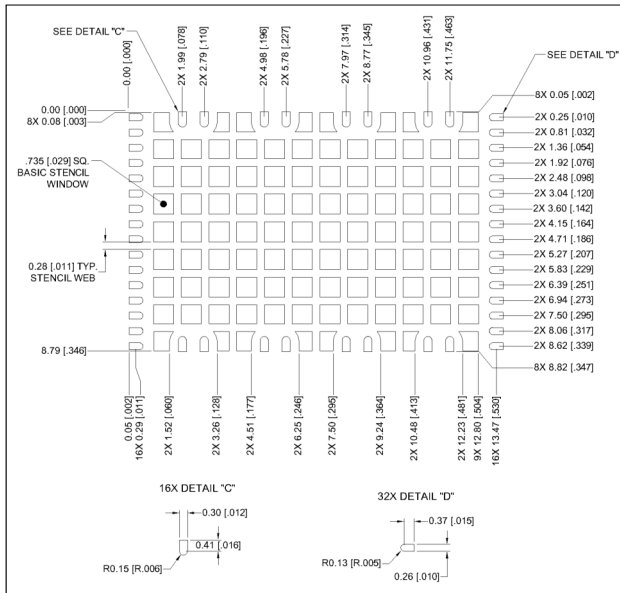 SEE DETAIL "C"
0.00 [.000]
2X 1.99 [.078]
2X 2.79 [.110]
2X 4.98 [.196]
2X 5.78 [.227]
2X 7.97 [.314]
2X 8.77 [.345]
2X 10.96 [.431]
2X 11.75 [.463]
SEE DETAIL "D"
0.00 [.000]
8X 0.08 [.003]
.735 [.029] SQ.
BASIC STENCIL
WINDOW
0.28 [.011] TYP.
STENCIL WEB
8.79 [.346]
8X 0.05 [.002]
2X 0.25 [.010]
2X 0.81 [.032]
2X 1.36 [.054]
2X 1.92 [.076]
2X 2.48 [.098]
2X 3.04 [.120]
2X 3.60 [.142]
2X 4.15 [.164]
2X 4.71 [.186]
2X 5.27 [.207]
2X 5.83 [.229]
2X 6.39 [.251]
2X 6.94 [.273]
2X 7.50 [.295]
2X 8.06 [.317]
2X 8.62 [.339]
8X 8.82 [.347]
0.05 [.002]
16X 0.29 [.011]
2X 1.52 [.060]
2X 3.26 [.128]
2X 4.51 [.177]
2X 6.25 [.246]
2X 7.50 [.295]
2X 9.24 [.364]
2X 10.48 [.413]
2X 12.23 [.481]
9X 12.80 [.504]
16X 13.47 [.530]
16X DETAIL "C"
0.30 [.012]
0.41 [.016]
R0.15 [R.006]
32X DETAIL "D"
0.37 [.015]
R0.13 [R.005]
0.26 [.010]